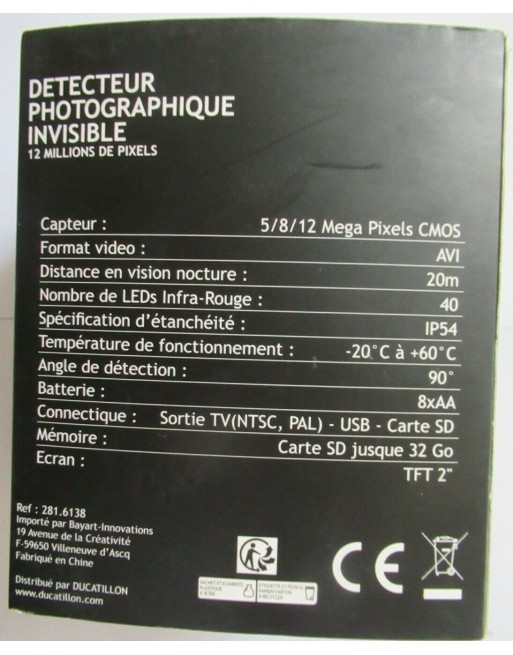 DETECTEUR
PHOTOGRAPHIQUE
INVISIBLE
12 MILLIONS DE PIXELS
Capteur : 5/8/12 Mega Pixels CMOS
Format video : AVI
Distance en vision nocture : 20m
Nombre de LEDs Infra-Rouge : 40
Spécification d'étanchéité : IP54
Température de fonctionnement : -20°C à +60°C
Angle de détection : 90°
Batterie : 8xAA
Connectique : Sortie TV(NTSC, PAL) - USB - Carte SD
Mémoire : Carte SD jusque 32 Go
Ecran : TFT 2"
Ref : 281.6138
Importé par Bayart-Innovations
19 Avenue de la Créativité
F-59650 Villeneuve d'Ascq
Fabriqué en Chine
Distribué par DUCATILLON
www.ducatillon.com
CE